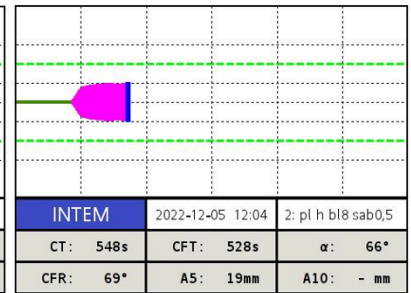 INTEM 2022-12-05 12:04 2: pl h bl8 sab0,5
CT: 548s CFT: 528s α: 66°
CFR: 69° A5: 19mm A10: - mm